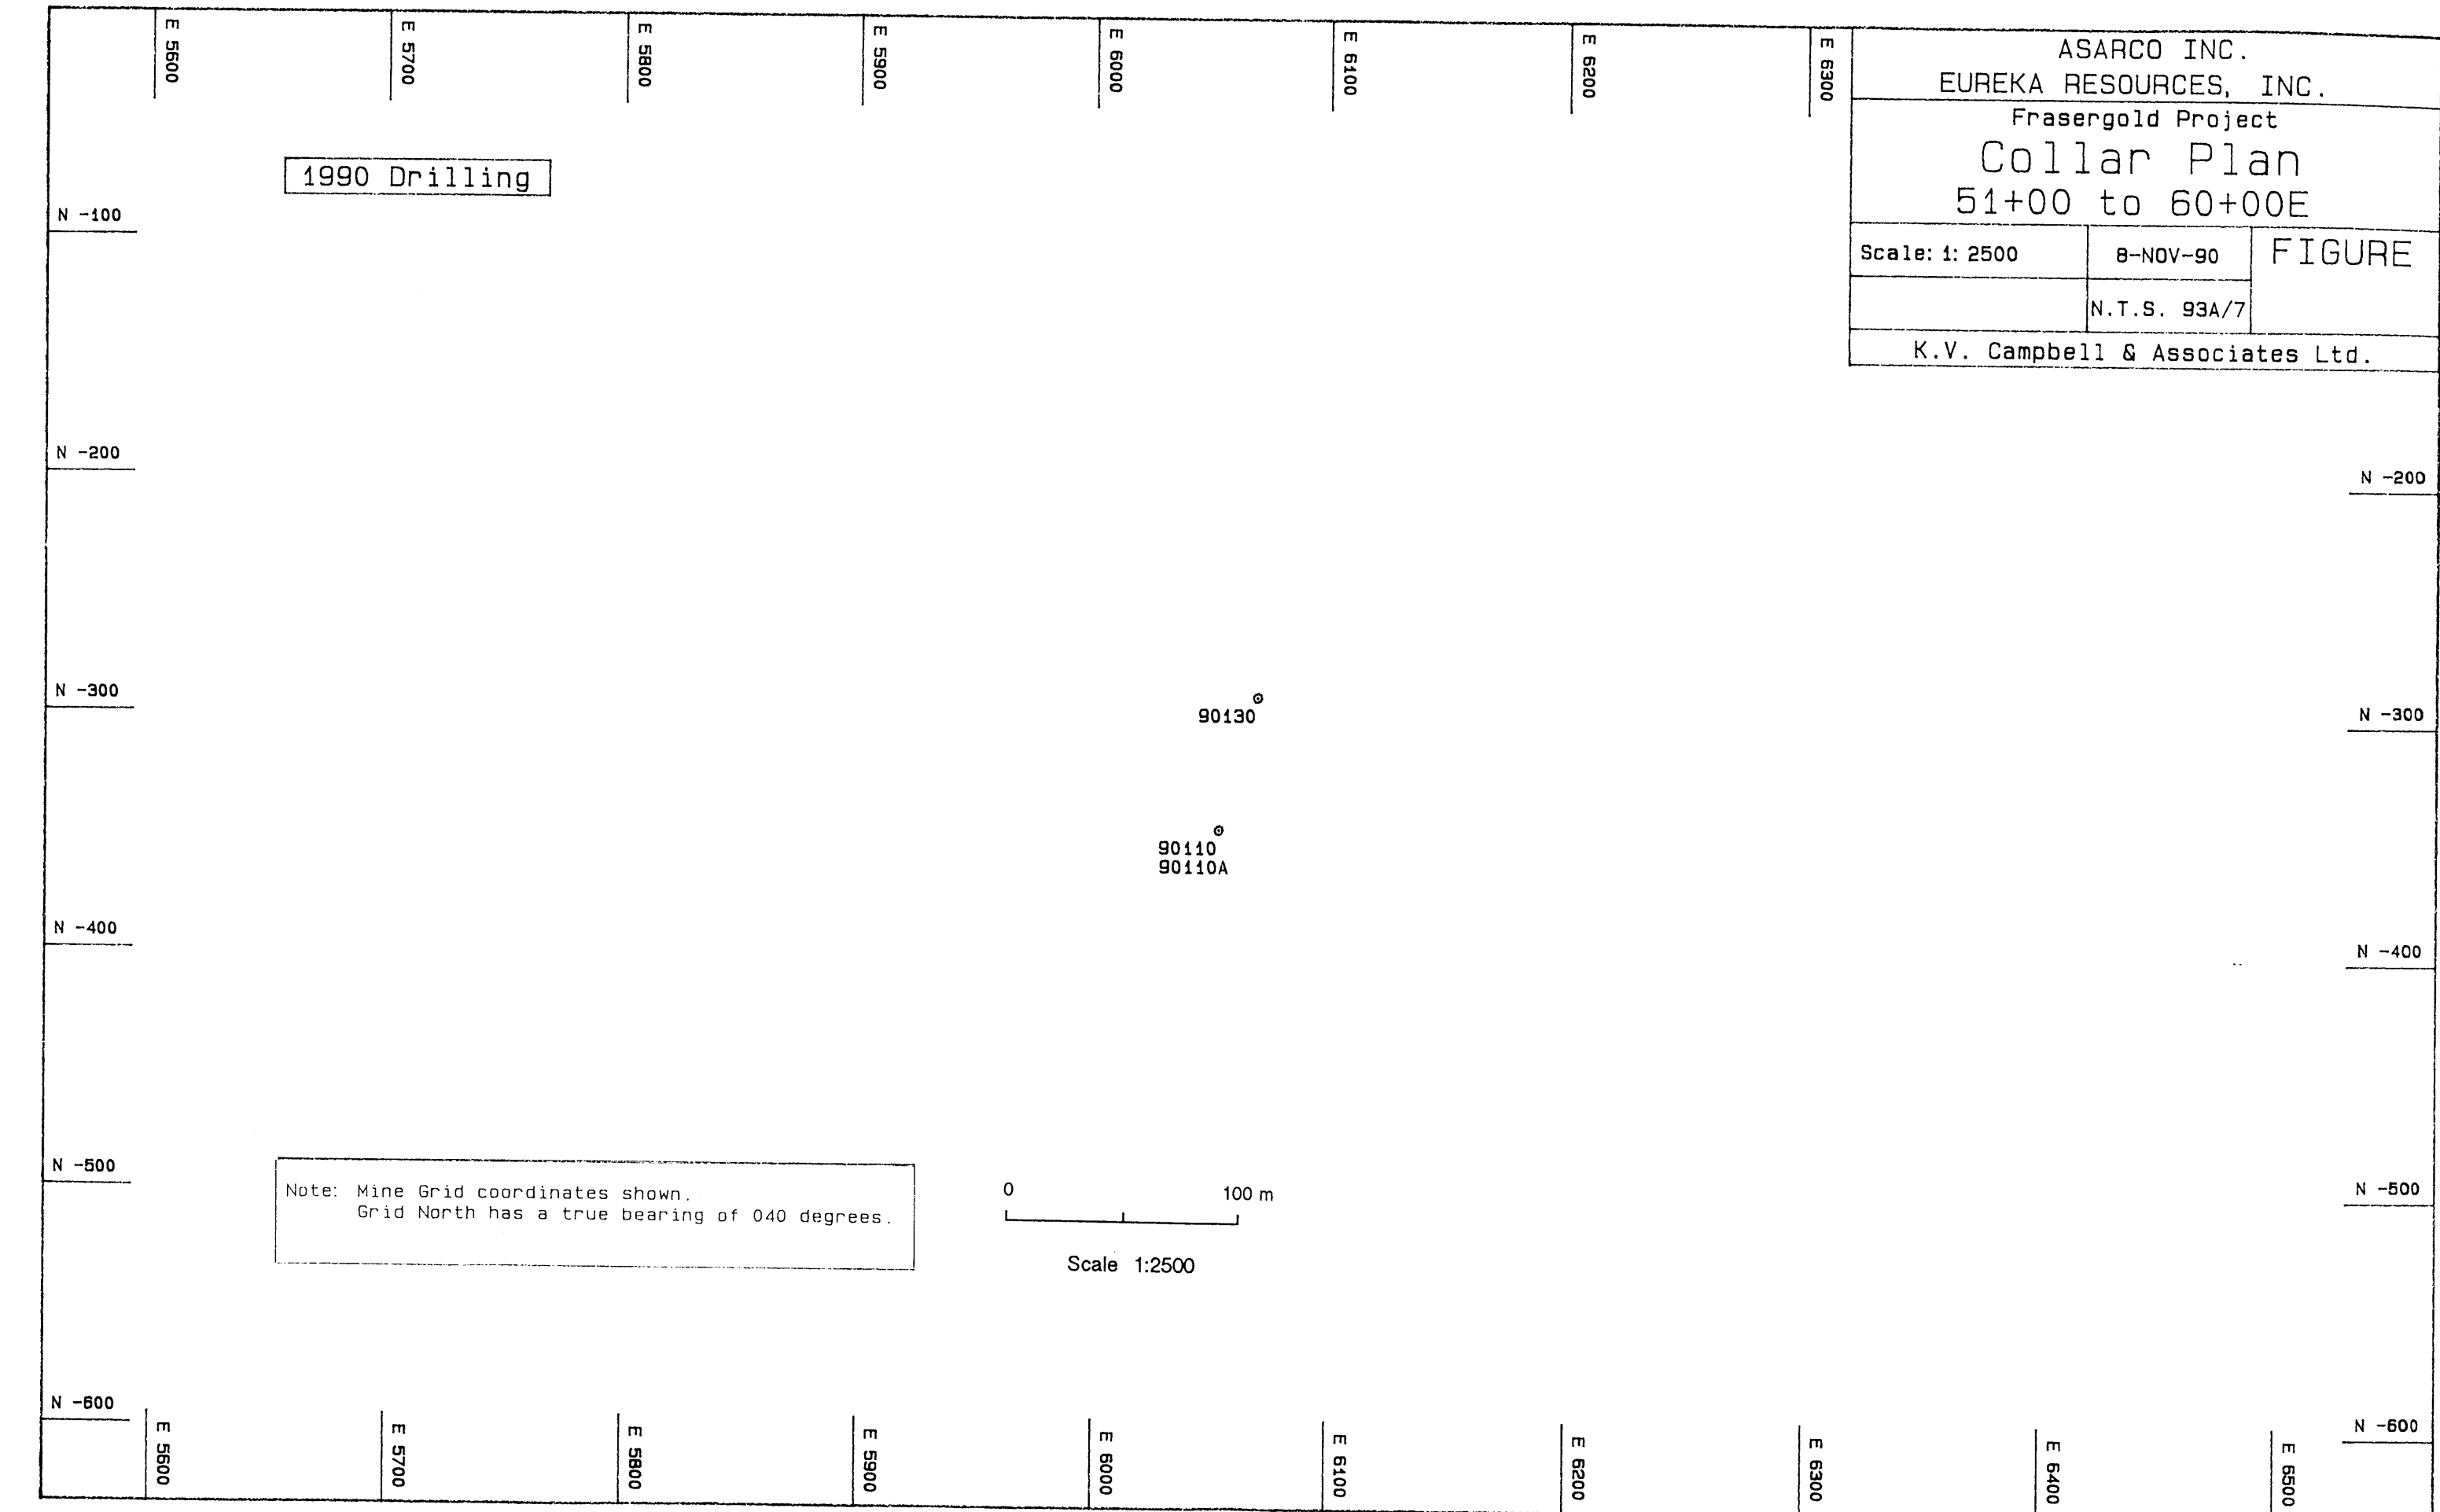 E 5600
E 5700
E 5800
E 5900
E 6000
E 6100
E 6200
E 6300
ASARCO INC.
EUREKA RESOURCES, INC.
Frasergold Project
Collar Plan
51+00 to 60+00E
Scale: 1: 2500
8-NOV-90
FIGURE
N.T.S. 93A/7
K.V. Campbell & Associates Ltd.
1990 Drilling
N -100
N -200
N -200
N -300
N -300
90130
90110
90110A
N -400
N -400
N -500
N -500
Note: Mine Grid coordinates shown.
Grid North has a true bearing of 040 degrees.
0 100 m
Scale 1:2500
N -600
N -600
E 5600
E 5700
E 5800
E 5900
E 6000
E 6100
E 6200
E 6300
E 6400
E 6500